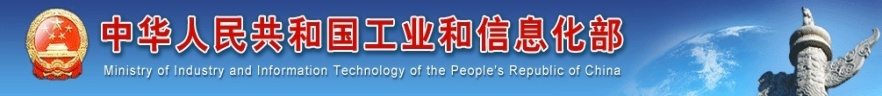 中华人民共和国工业和信息化部
Ministry of Industry and Information Technology of the People's Republic of China